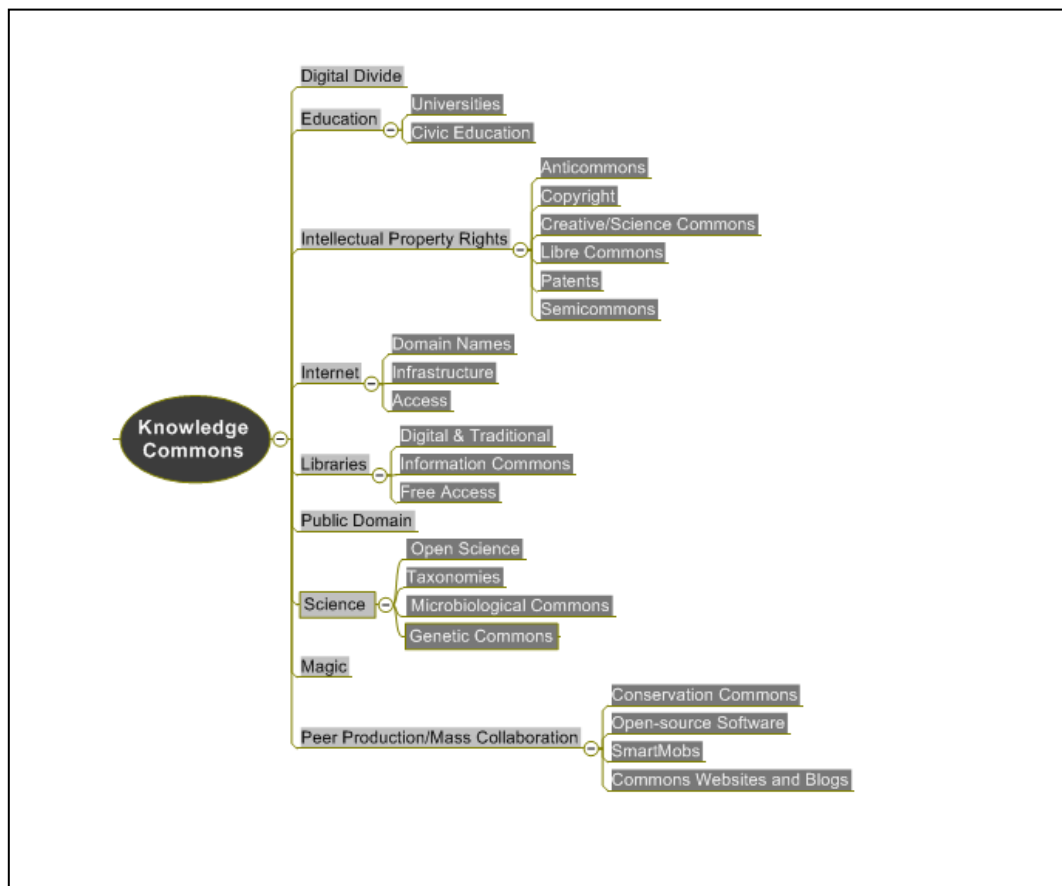 Digital Divide
Education
Universities
Civic Education
Intellectual Property Rights
Anticommons
Copyright
Creative/Science Commons
Libre Commons
Patents
Semicommons
Internet
Domain Names
Infrastructure
Access
Knowledge
Commons
Libraries
Digital & Traditional
Information Commons
Free Access
Public Domain
Science
Open Science
Taxonomies
Microbiological Commons
Genetic Commons
Magic
Peer Production/Mass Collaboration
Conservation Commons
Open-source Software
SmartMobs
Commons Websites and Blogs